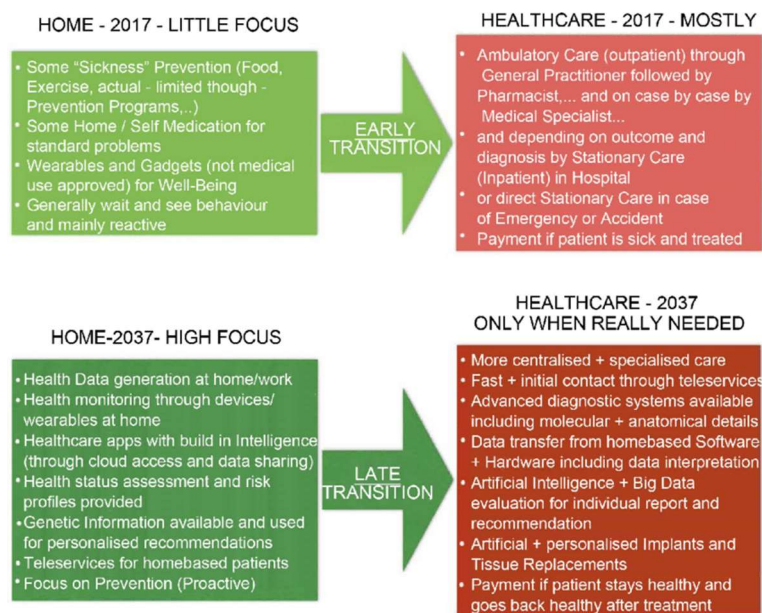 HOME - 2017 - LITTLE FOCUS
• Some “Sickness” Prevention (Food,
Exercise, actual - limited though -
Prevention Programs,..)
• Some Home / Self Medication for
standard problems
• Wearables and Gadgets (not medical
use approved) for Well-Being
• Generally wait and see behaviour
and mainly reactive
EARLY
TRANSITION
HEALTHCARE - 2017 - MOSTLY
• Ambulatory Care (outpatient) through
General Practitioner followed by
Pharmacist,... and on case by case by
Medical Specialist...
• and depending on outcome and
diagnosis by Stationary Care
(Inpatient) in Hospital
• or direct Stationary Care in case
of Emergency or Accident
• Payment if patient is sick and treated
HOME-2037- HIGH FOCUS
• Health Data generation at home/work
• Health monitoring through devices/
wearables at home
• Healthcare apps with build in Intelligence
(through cloud access and data sharing)
• Health status assessment and risk
profiles provided
• Genetic Information available and used
for personalised recommendations
• Teleservices for homebased patients
• Focus on Prevention (Proactive)
LATE
TRANSITION
HEALTHCARE - 2037
ONLY WHEN REALLY NEEDED
• More centralised + specialised care
• Fast + initial contact through teleservices
• Advanced diagnostic systems available
including molecular + anatomical details
• Data transfer from homebased Software
+ Hardware including data interpretation
• Artificial Intelligence + Big Data
evaluation for individual report and
recommendation
• Artificial + personalised Implants and
Tissue Replacements
• Payment if patient stays healthy and
goes back healthy after treatment